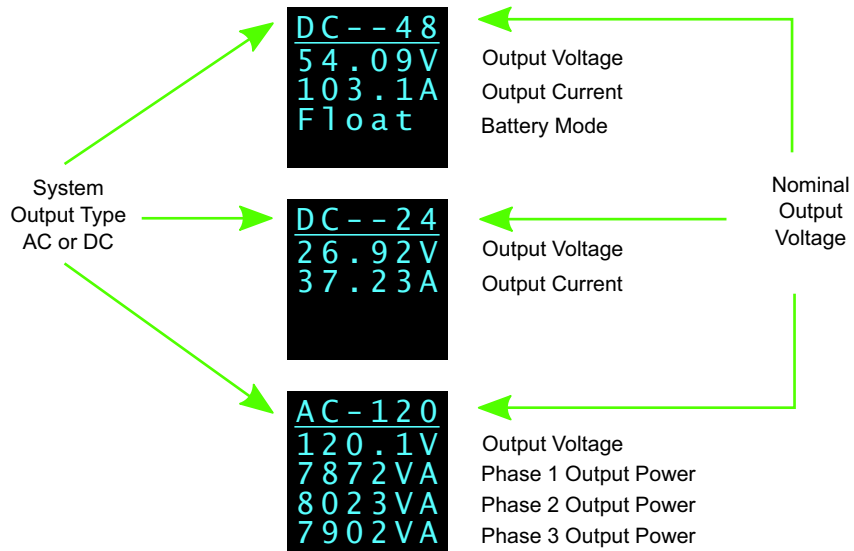 DC--48
54.09V
103.1A
Float
Output Voltage
Output Current
Battery Mode
System
Output Type
AC or DC
Nominal
Output
Voltage
DC--24
26.92V
37.23A
Output Voltage
Output Current
AC-120
120.1V
7872VA
8023VA
7902VA
Output Voltage
Phase 1 Output Power
Phase 2 Output Power
Phase 3 Output Power